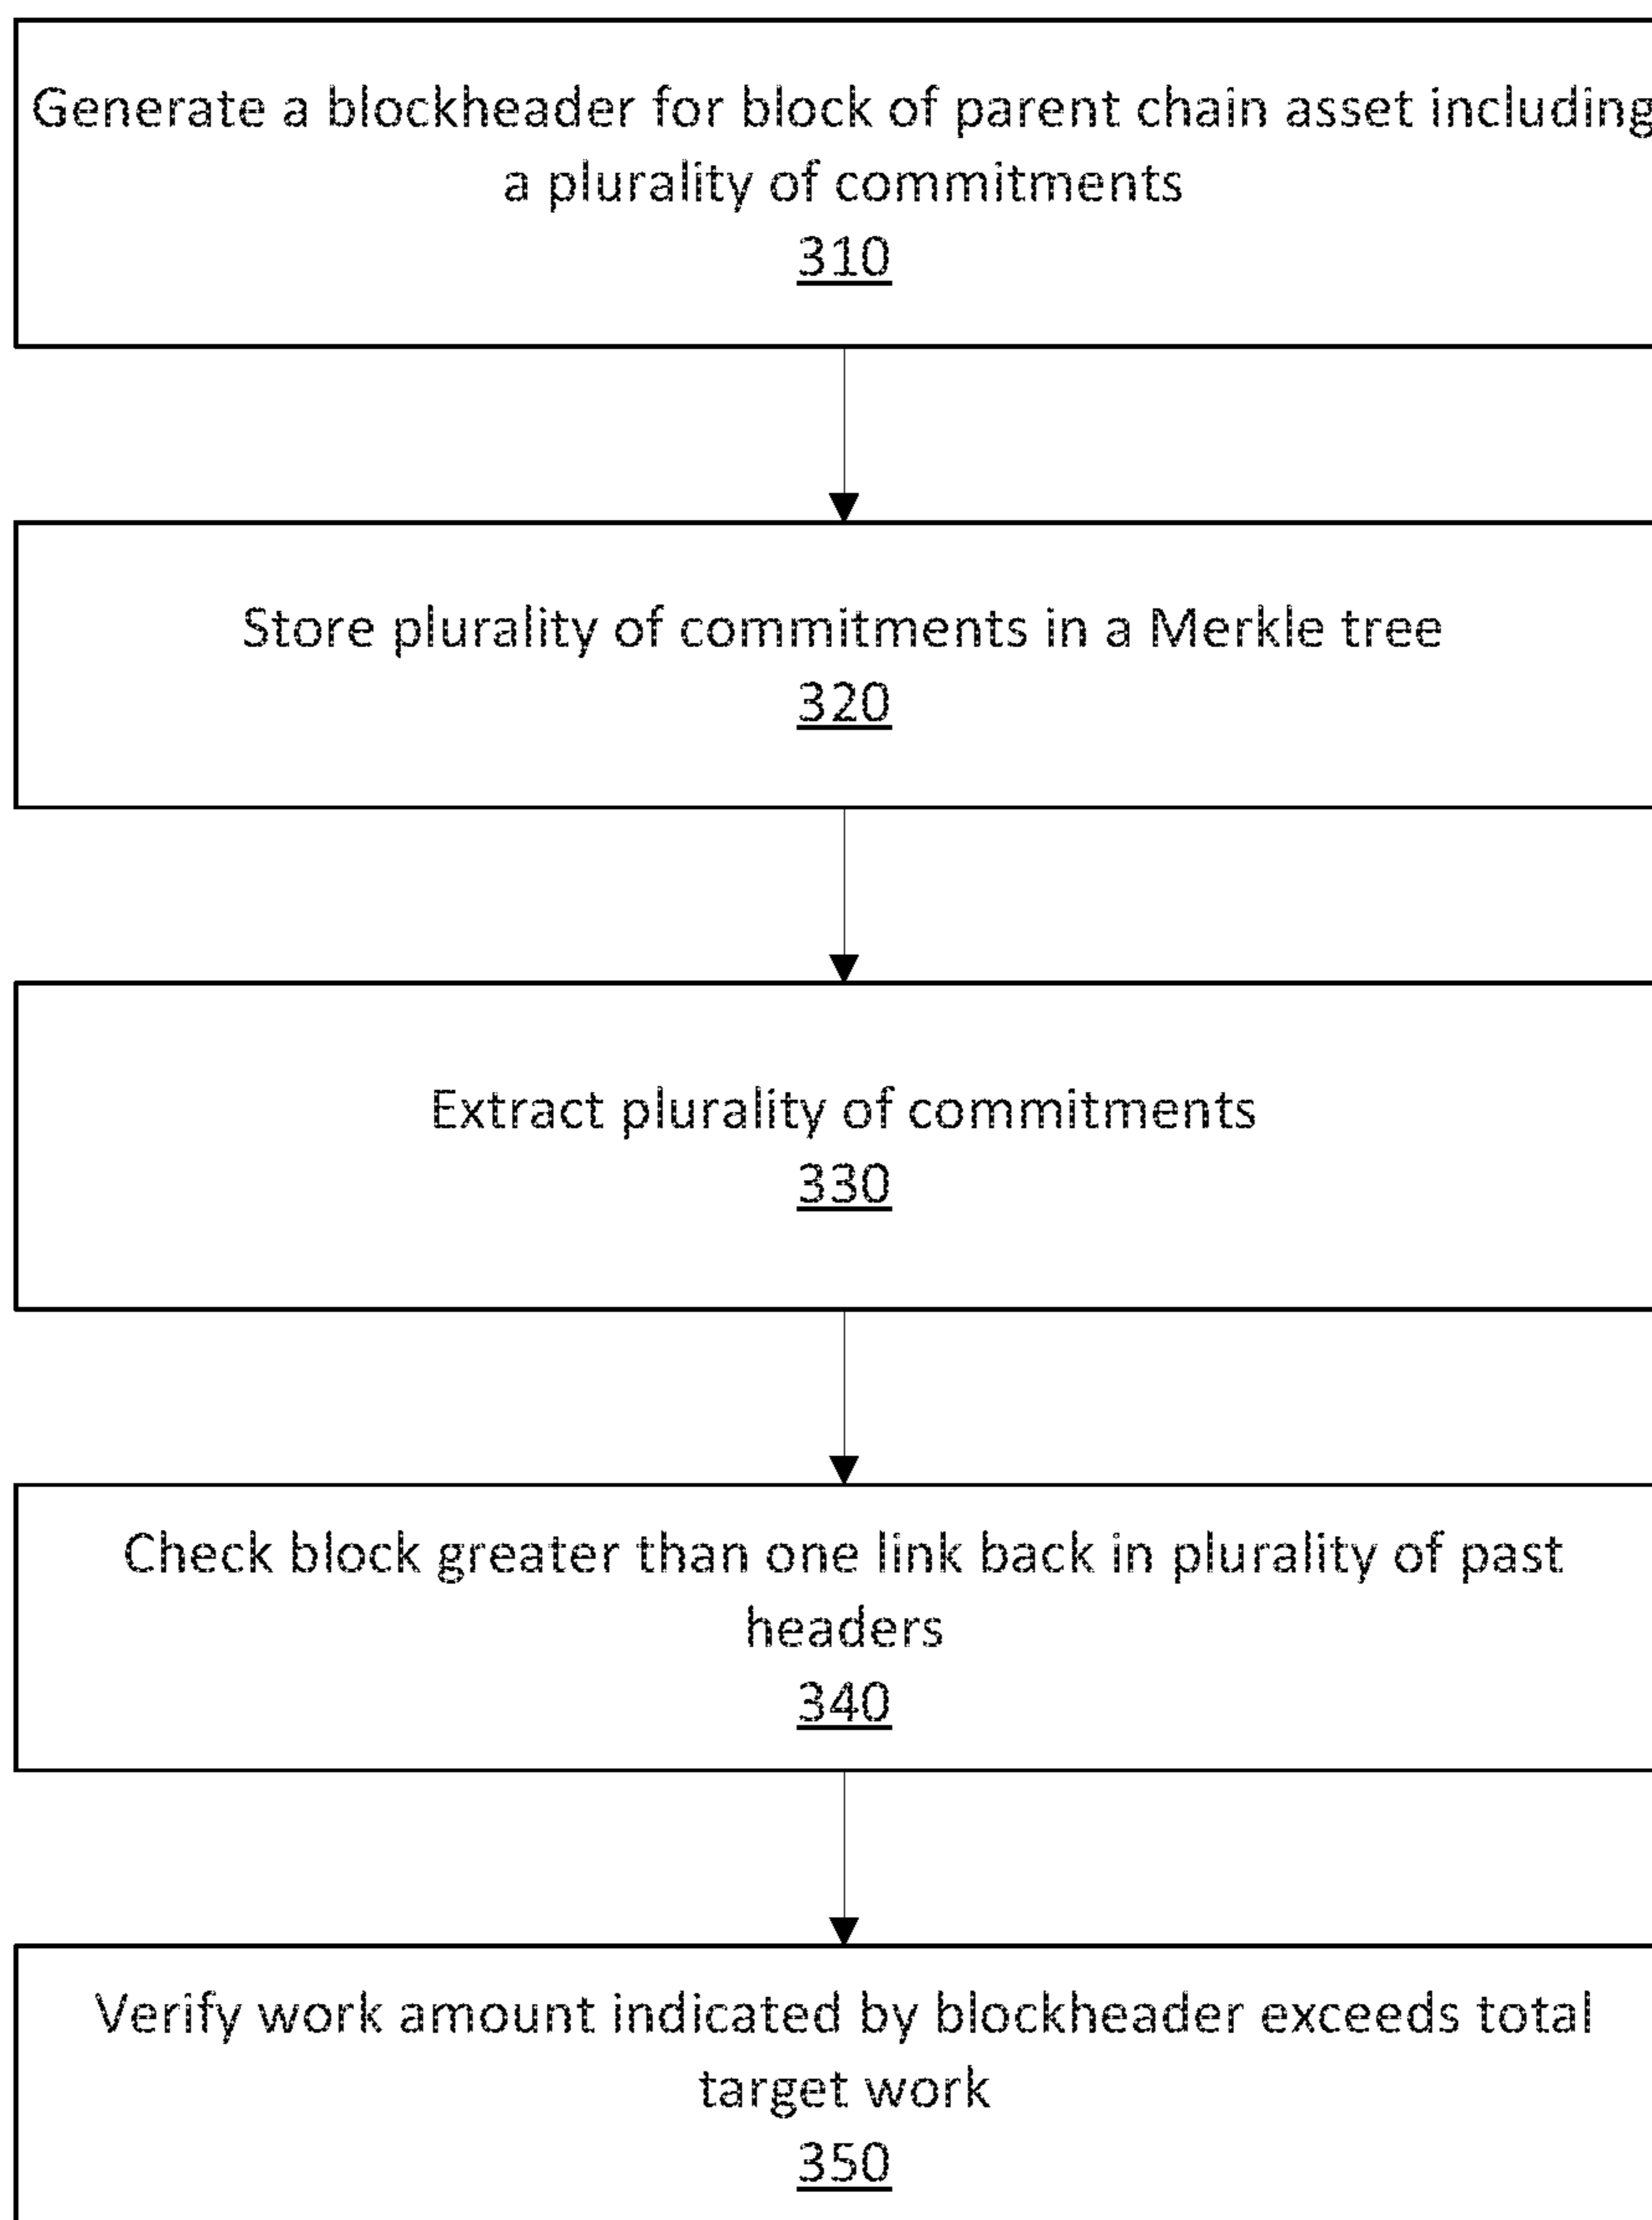 Generate a blockheader for block of parent chain asset including
a plurality of commitments
310
Store plurality of commitments in a Merkle tree
320
Extract plurality of commitments
330
Check block greater than one link back in plurality of past
headers
340
Verify work amount indicated by blockheader exceeds total
target work
350